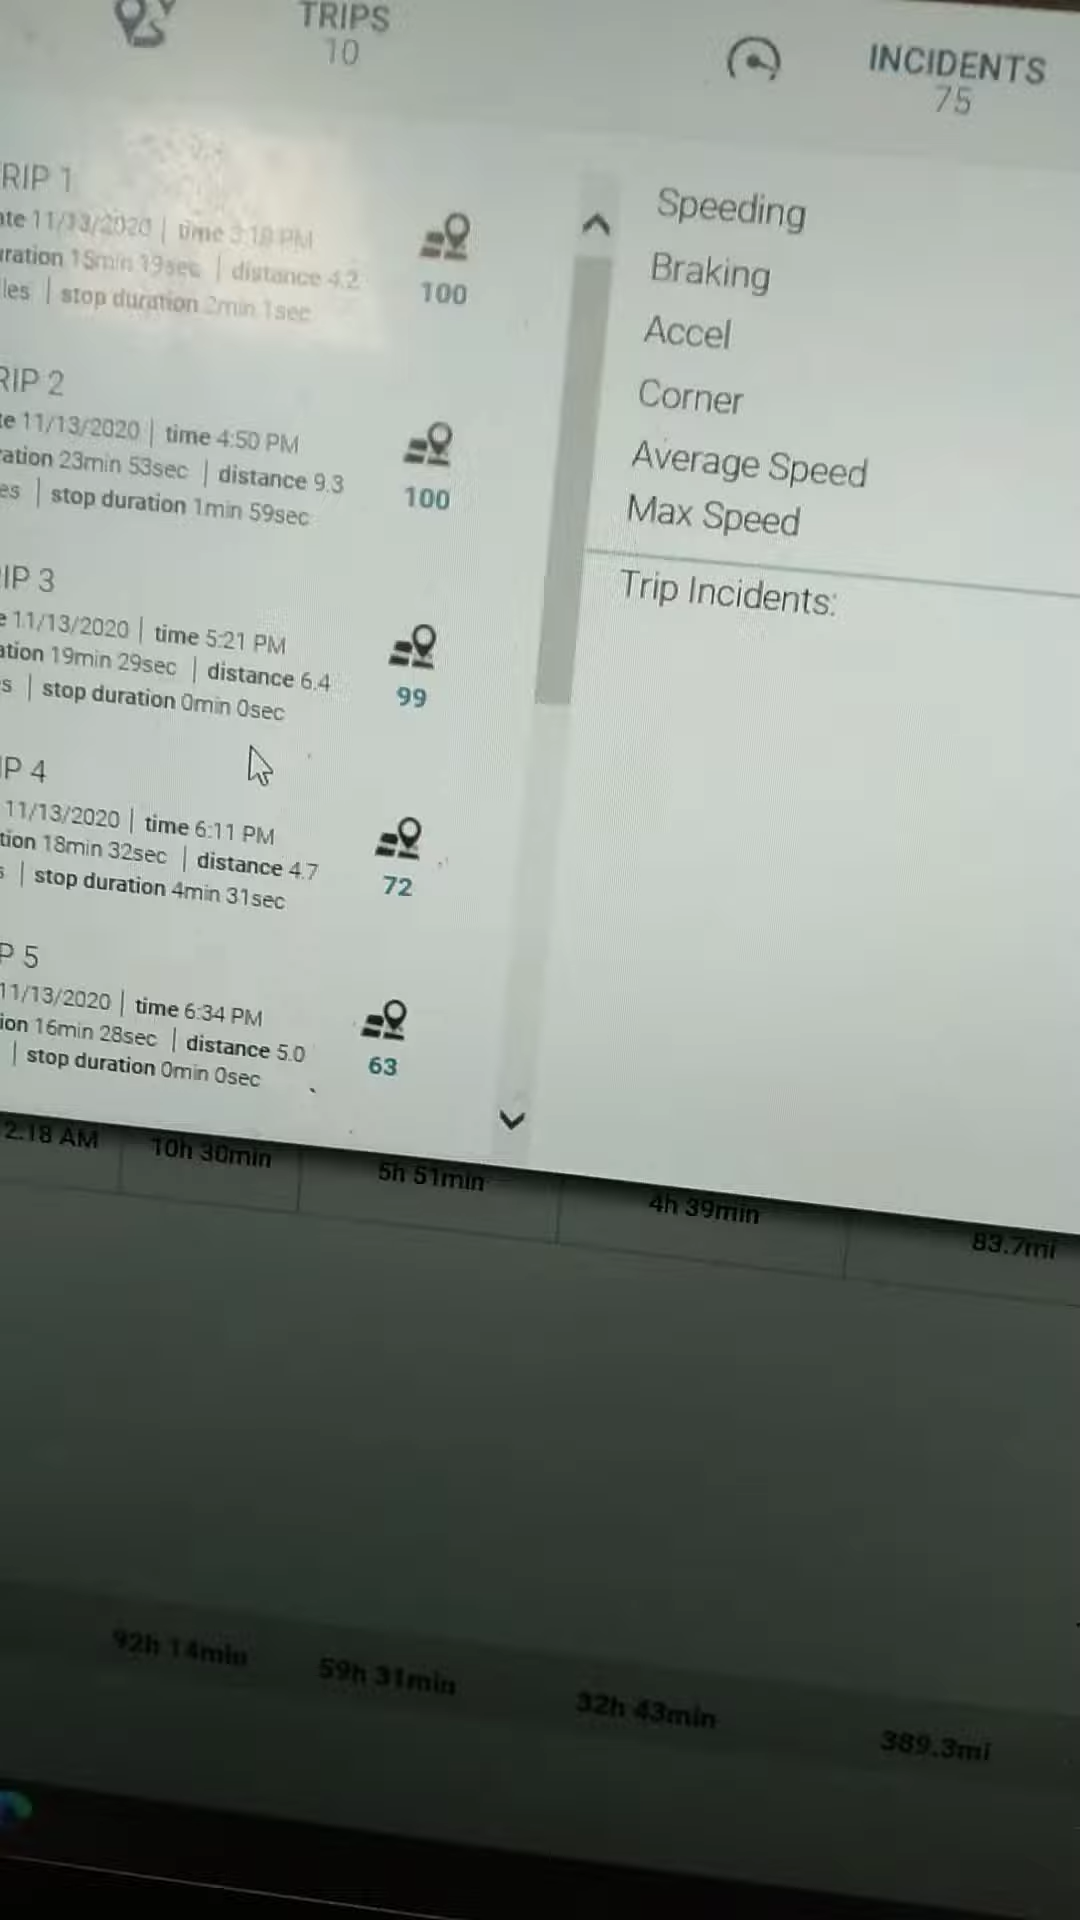 TRIPS
10
INCIDENTS
75
RIP 1
ate 11/13/2020 | time 3:18 PM
uration 15min 19sec | distance 4.2
les | stop duration 2min 1sec
100
RIP 2
te 11/13/2020 | time 4:50 PM
ration 23min 53sec | distance 9.3
es | stop duration 1min 59sec
100
IP 3
e 11/13/2020 | time 5:21 PM
ation 19min 29sec | distance 6.4
s | stop duration 0min 0sec
99
IP 4
11/13/2020 | time 6:11 PM
tion 18min 32sec | distance 4.7
s | stop duration 4min 31sec
72
P 5
11/13/2020 | time 6:34 PM
ion 16min 28sec | distance 5.0
| stop duration 0min 0sec
63
Speeding
Braking
Accel
Corner
Average Speed
Max Speed
Trip Incidents:
2:18 AM 10h 30min 5h 51min 4h 39min 83.7mi
92h 14min 59h 31min 32h 43min 389.3mi